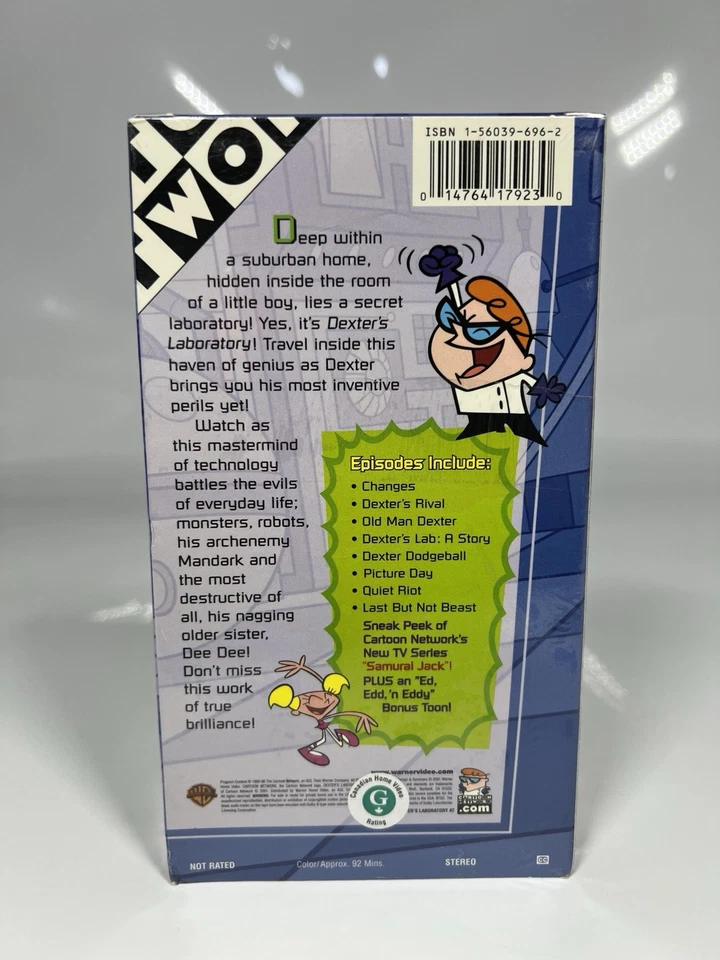 TWO
ISBN 1-56039-696-2
0 14764 17923 0
Deep within
a suburban home,
hidden inside the room
of a little boy, lies a secret
laboratory! Yes, it's Dexter's
Laboratory! Travel inside this
haven of genius as Dexter
brings you his most inventive
perils yet!
Watch as
this mastermind
of technology
battles the evils
of everyday life;
monsters, robots,
his archenemy
Mandark and
the most
destructive of
all, his nagging
older sister,
Dee Dee!
Don't miss
this work
of true
brilliance!
Episodes Include:
• Changes
• Dexter's Rival
• Old Man Dexter
• Dexter's Lab: A Story
• Dexter Dodgeball
• Picture Day
• Quiet Riot
• Last But Not Beast
Sneak Peek of
Cartoon Network's
New TV Series
"Samurai Jack"!
PLUS an "Ed,
Edd, 'n Eddy"
Bonus Toon!
www.warnervideo.com
Canadian Home Video
G
Rating
WB
.com
NOT RATED
Color/Approx. 92 Mins.
STEREO
CC